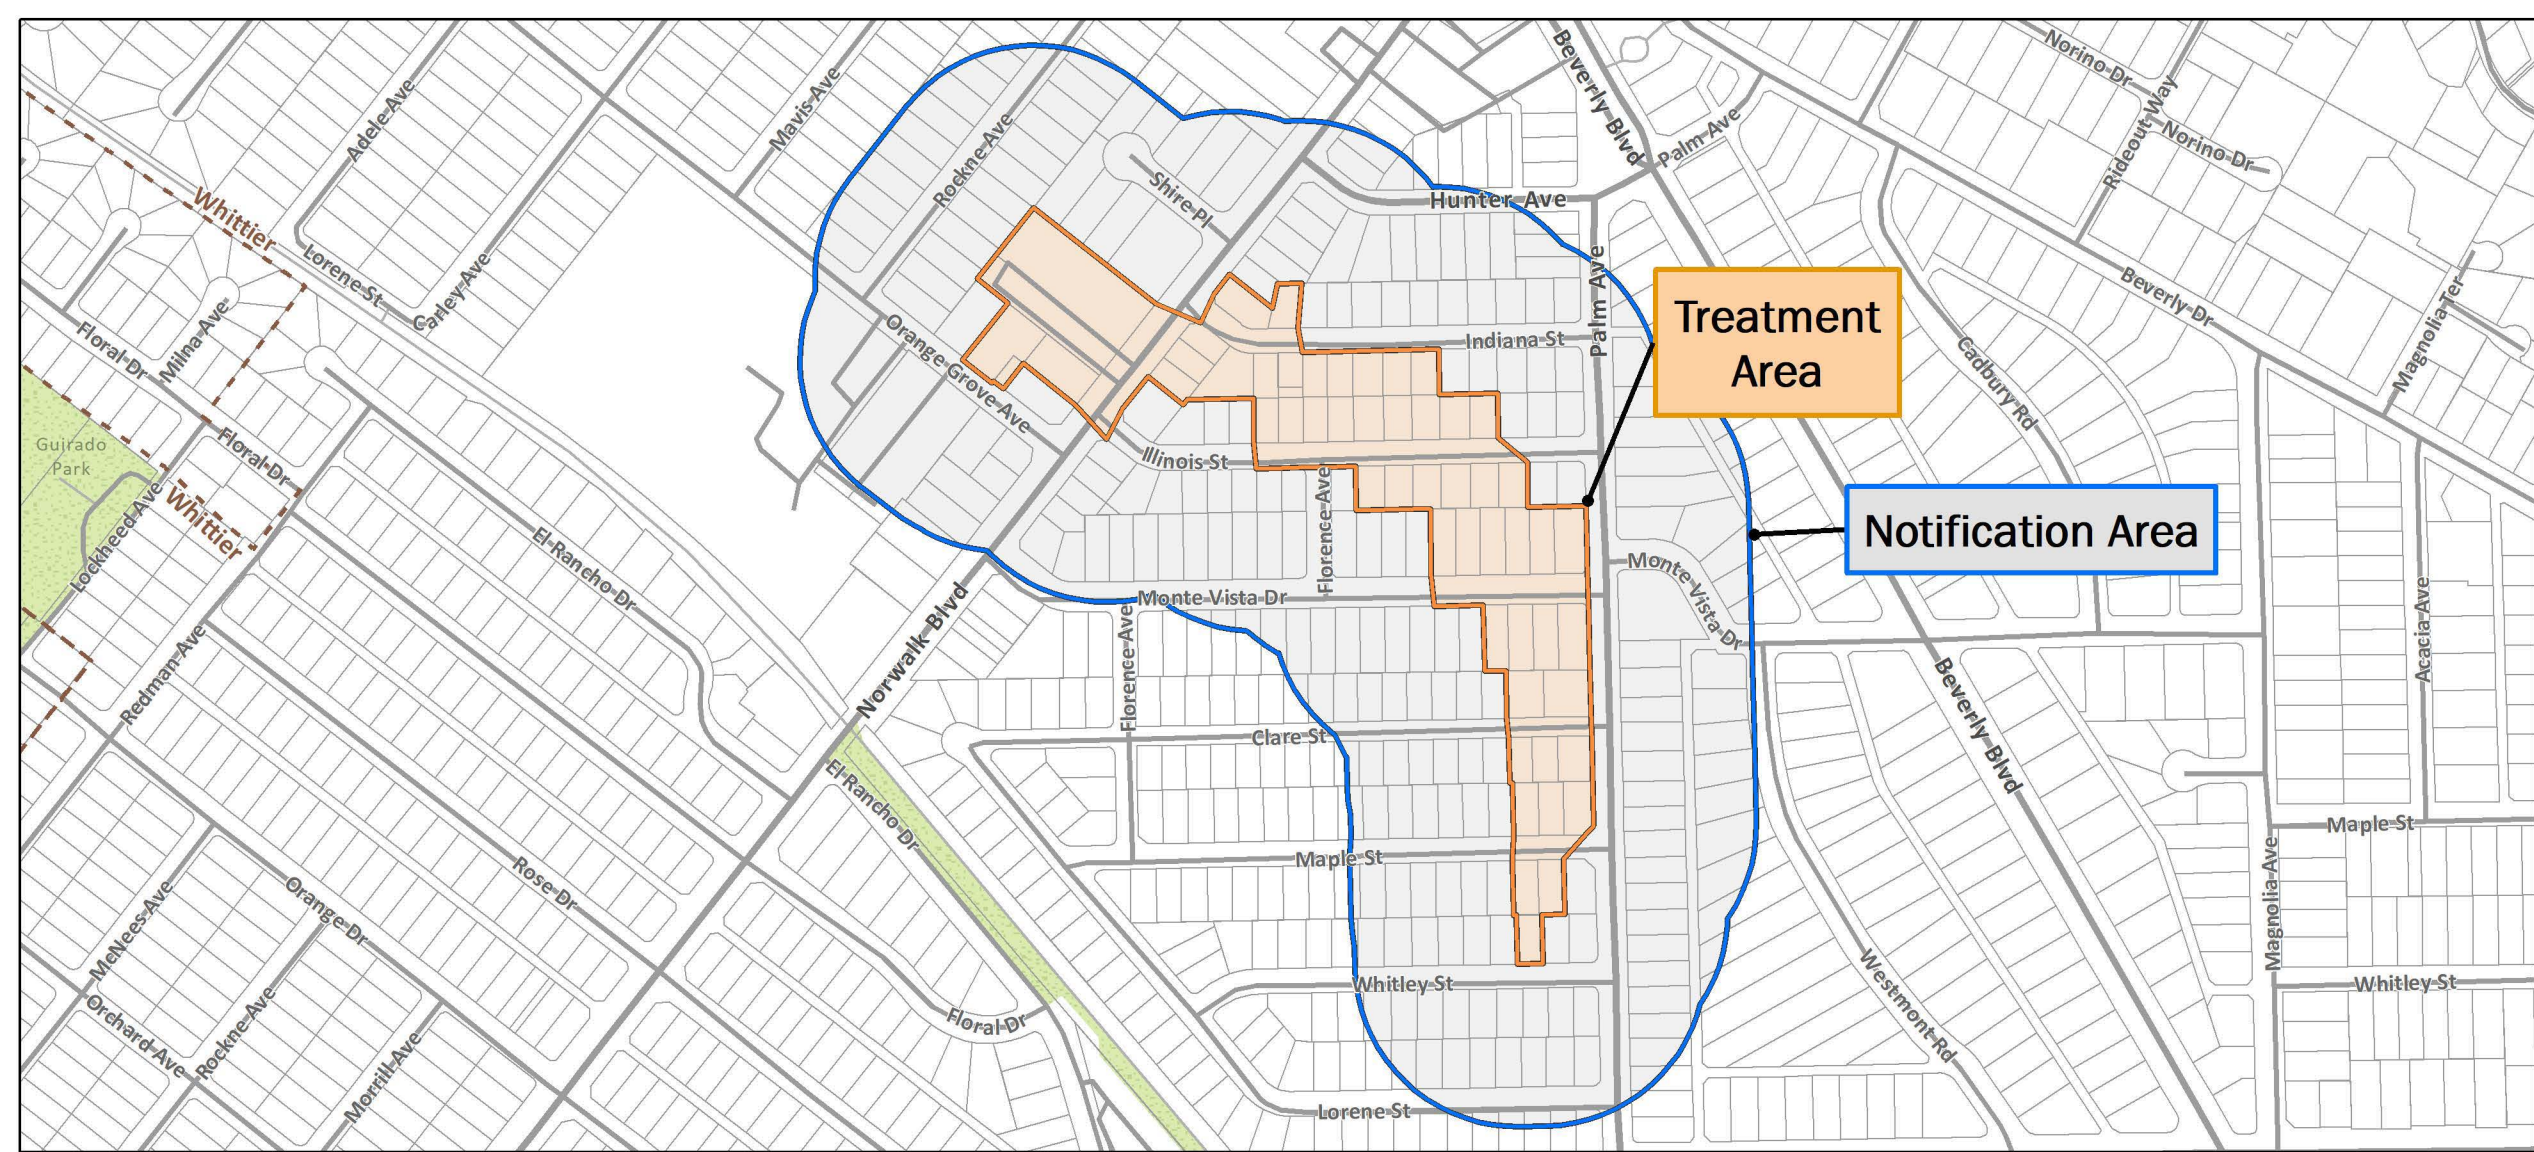 Norino Dr
Beverly Blvd
Mavis Ave
Adele Ave
Rideout Way
Palm Ave
Norino Dr
Rockne Ave
Shire Pl
Hunter Ave
Whittier
Lorene St
Carley Ave
Palm Ave
Treatment
Area
Beverly Dr
Magnolia Ter
Floral Dr
Milna Ave
Orange Grove Ave
Indiana St
Cadbury Rd
Guirado
Park
Floral Dr
Illinois St
Florence Ave
Notification Area
Lockheed Ave
Whittier
El Rancho Dr
Monte Vista Dr
Monte Vista Dr
Florence Ave
Norwalk Blvd
Redman Ave
Acacia Ave
Clare St
Beverly Blvd
El Rancho Dr
Maple St
Maple St
Rose Dr
Orange Dr
McNees Ave
Magnolia Ave
Whitley St
Whitley St
Westmont Rd
Floral Dr
Orchard Ave
Rockne Ave
Morrill Ave
Lorene St